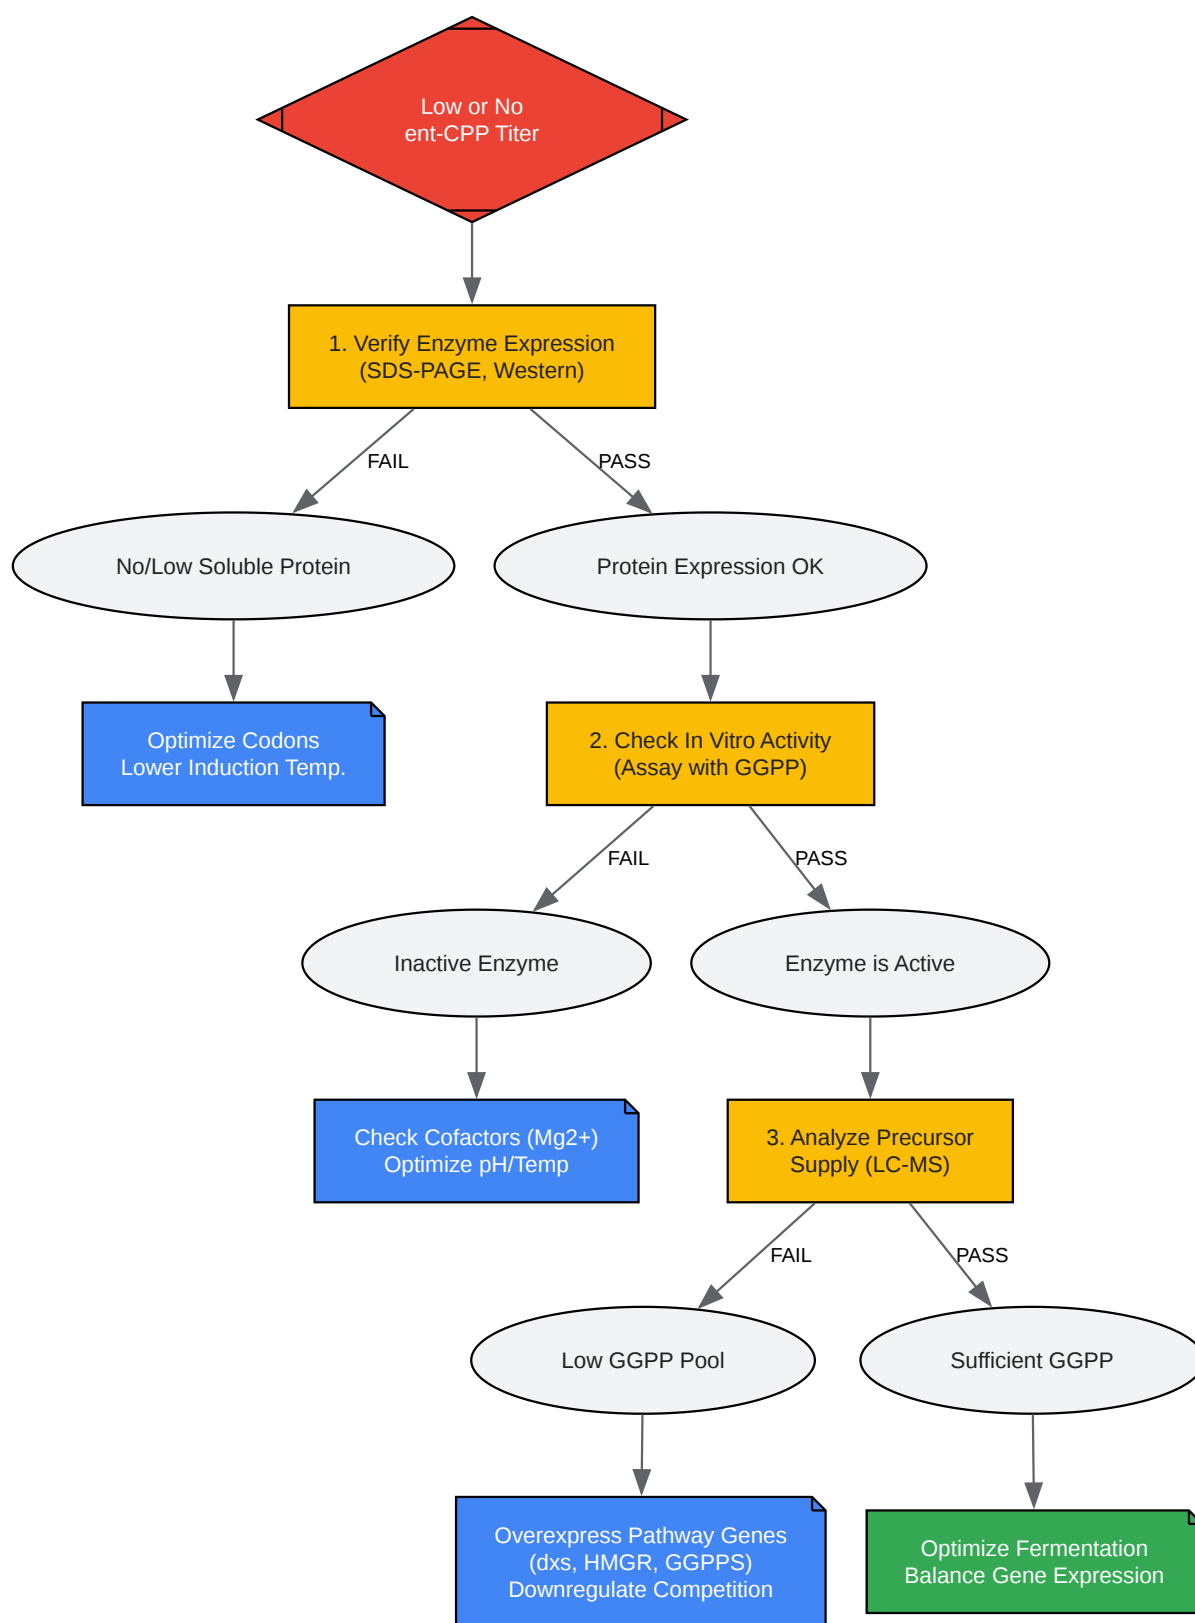 Low or No
ent-CPP Titer
1. Verify Enzyme Expression
(SDS-PAGE, Western)
FAIL
PASS
No/Low Soluble Protein
Protein Expression OK
Optimize Codons
Lower Induction Temp.
2. Check In Vitro Activity
(Assay with GGPP)
FAIL
PASS
Inactive Enzyme
Enzyme is Active
Check Cofactors (Mg2+)
Optimize pH/Temp
3. Analyze Precursor
Supply (LC-MS)
FAIL
PASS
Low GGPP Pool
Sufficient GGPP
Overexpress Pathway Genes
(dxs, HMGR, GGPPS)
Downregulate Competition
Optimize Fermentation
Balance Gene Expression